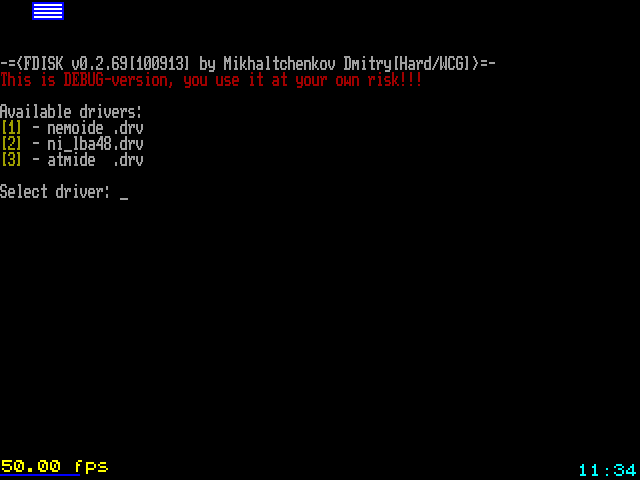 -=<FDISK v0.2.69[100913] by Mikhaltchenkov Dmitry(Hard/WCG)>=-
This is DEBUG-version, you use it at your own risk!!!
Available drivers:
[1] - nemoide .drv
[2] - ni_lba48.drv
[3] - atmide  .drv
Select driver: _
50.00 fps
11:34